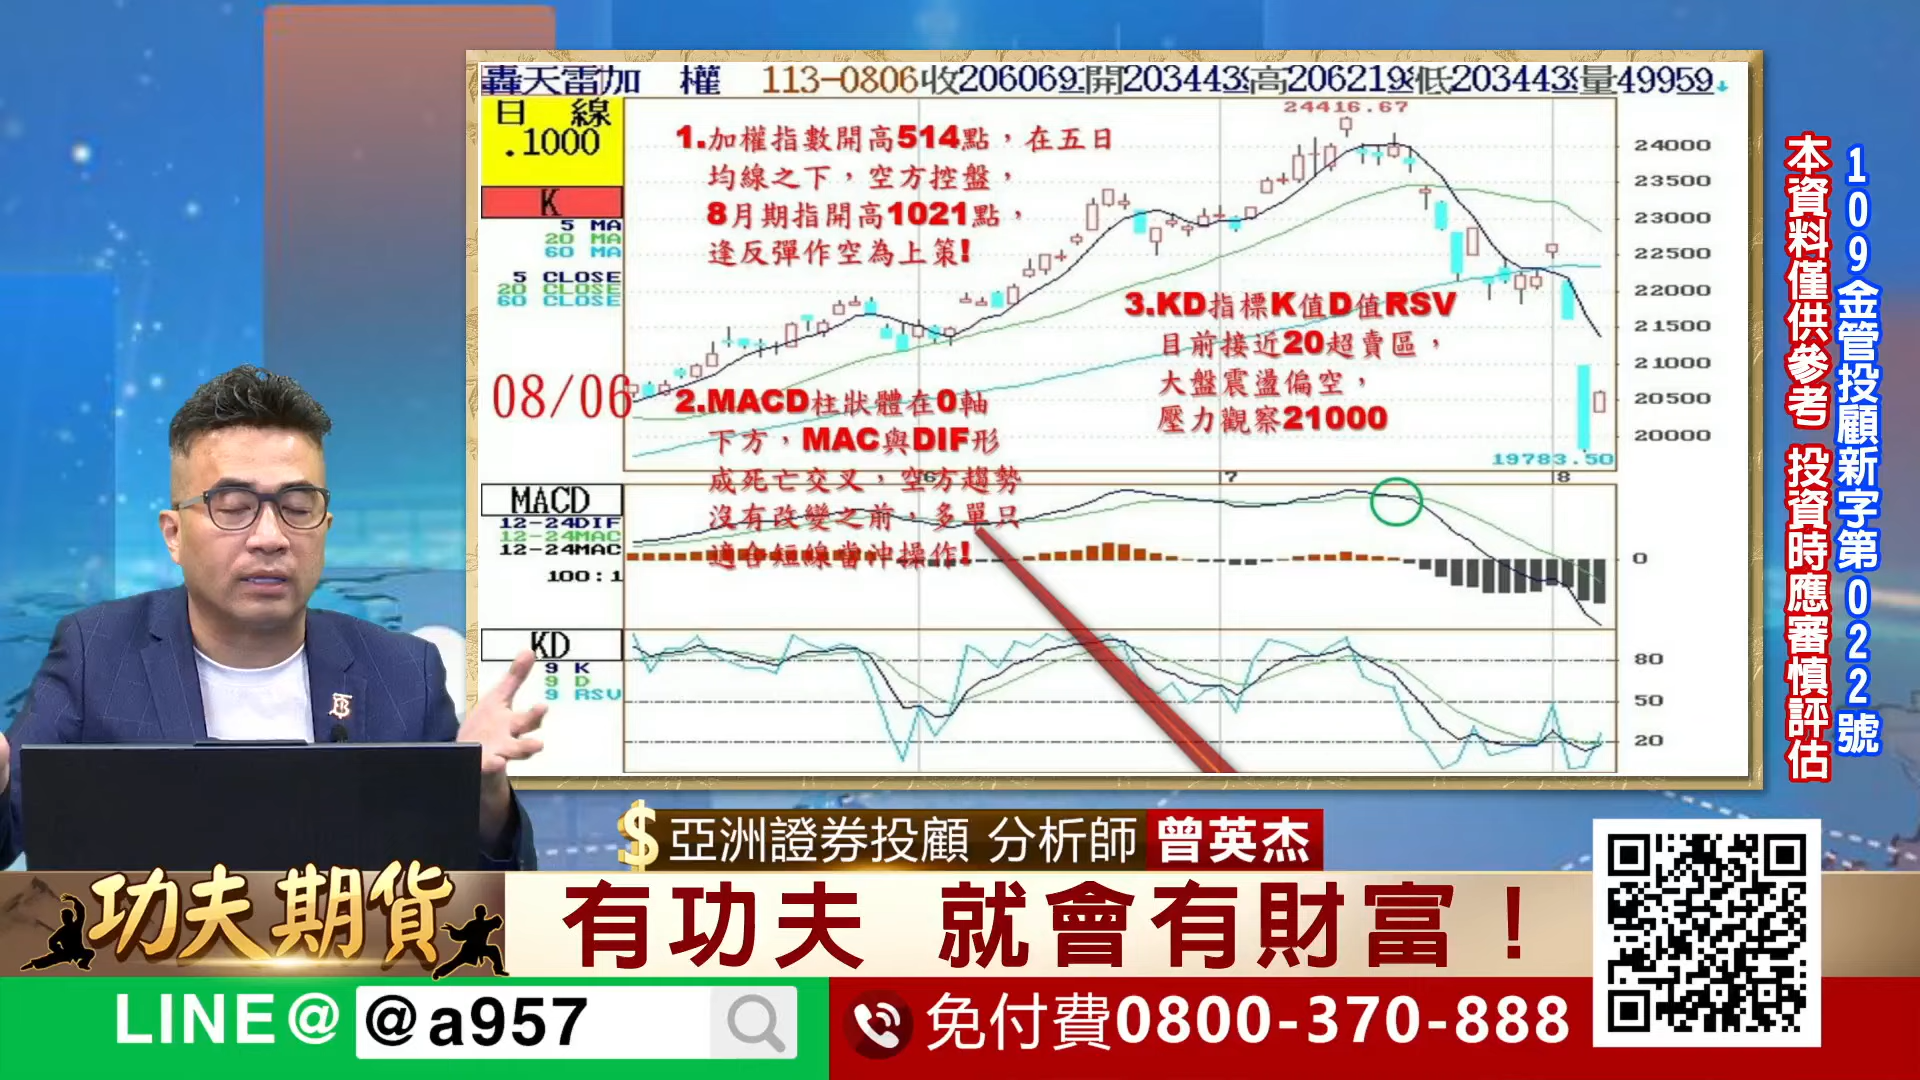 轟天雷加　權　113-0806收206069開203443高206219低203443量49959↓
日　線
.1000
K
5 MA
20 MA
60 MA
5 CLOSE
20 CLOSE
60 CLOSE
08/06
24416.67
1.加權指數開高514點，在五日
均線之下，空方控盤，
8月期指開高1021點，
逢反彈作空為上策!
2.MACD柱狀體在0軸
下方，MAC與DIF形
成死亡交叉，空方趨勢
沒有改變之前，多單只
適合短線當沖操作!
3.KD指標K值D值RSV
目前接近20超賣區，
大盤震盪偏空，
壓力觀察21000
24000
23500
23000
22500
22000
21500
21000
20500
20000
19783.50
6
7
8
MACD
12-24DIF
12-24MAC
12-24MAC
100:1
0
KD
9 K
9 D
9 RSV
80
50
20
109金管投顧新字第022號
本資料僅供參考 投資時應審慎評估
$亞洲證券投顧 分析師 曾英杰
功夫期貨
有功夫 就會有財富！
LINE@ @a957
免付費0800-370-888